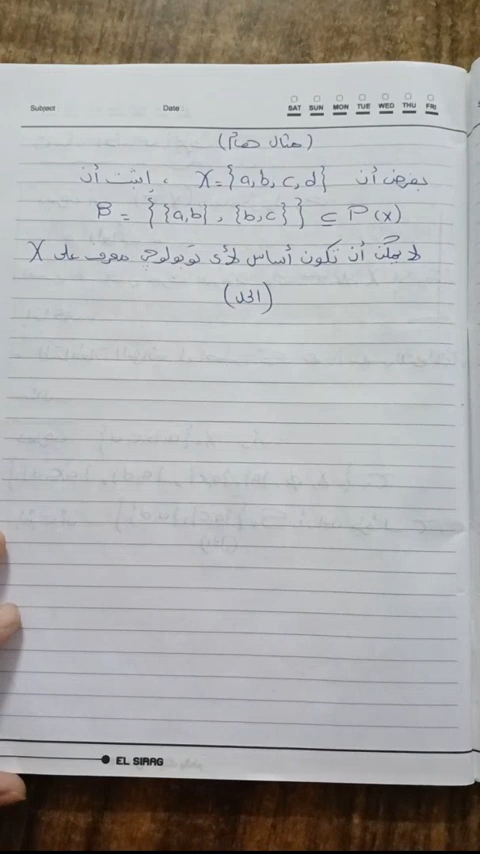 Subject
Date :
SAT SUN MON TUE WED THU FRI
(مثال هام)
بفرض أن X={a,b,c,d} ، إثبت أن
β = {{a,b}, {b,c}} ⊆ P(x)
لا يمكن أن تكون أساس لأى توبولوجي معرف على X
(الحل)
EL SIRAG